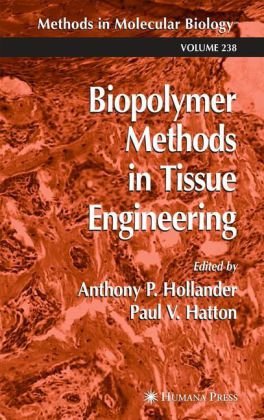 Methods in Molecular Biology
VOLUME 238
Biopolymer
Methods
in Tissue
Engineering
Edited by
Anthony P. Hollander
Paul V. Hatton
HUMANA PRESS